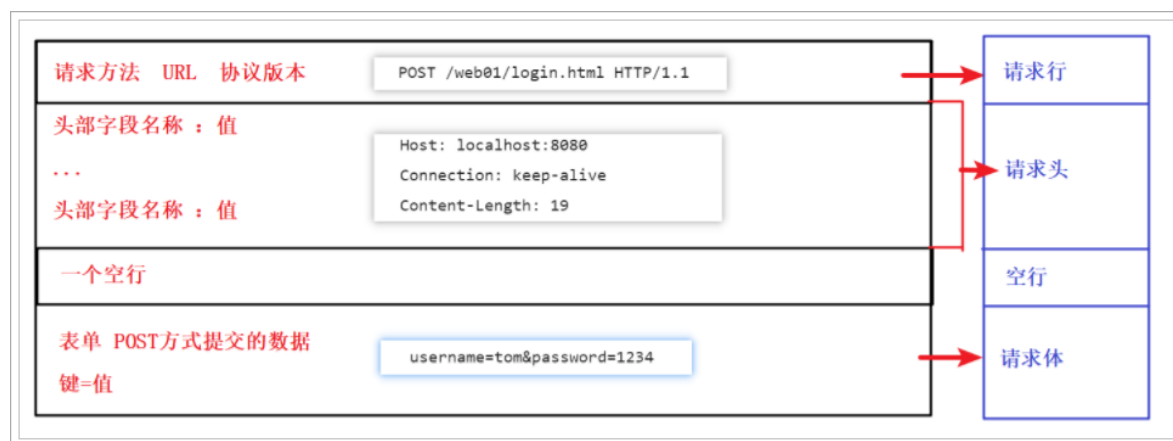 请求方法 URL 协议版本
POST /web01/login.html HTTP/1.1
请求行
头部字段名称 : 值
...
头部字段名称 : 值
Host: localhost:8080
Connection: keep-alive
Content-Length: 19
请求头
一个空行
空行
表单 POST方式提交的数据
键=值
username=tom&password=1234
请求体